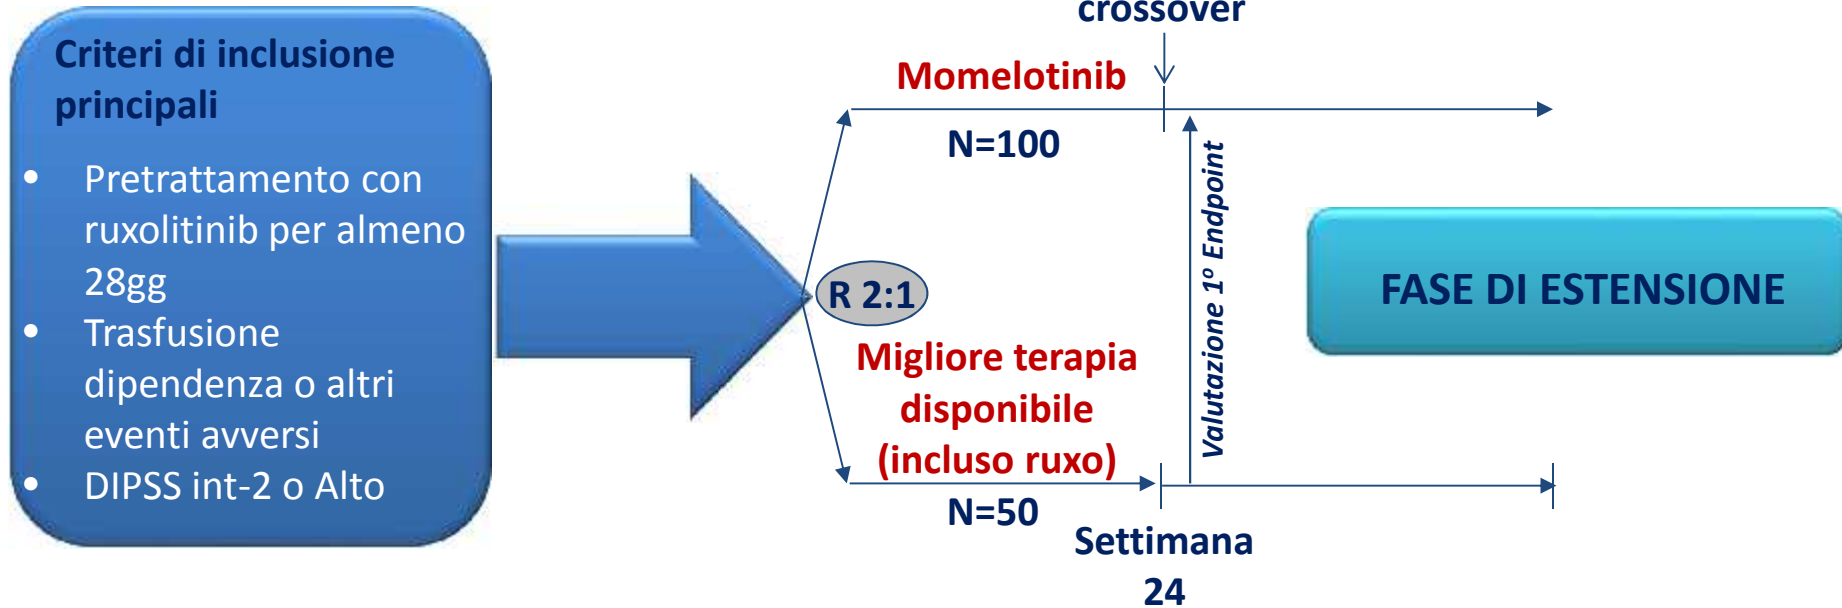 Criteri di inclusione
principali
• Pretrattamento con
ruxolitinib per almeno
28gg
• Trasfusione
dipendenza o altri
eventi avversi
• DIPSS int-2 o Alto
R 2:1
crossover
Momelotinib
N=100
Migliore terapia
disponibile
(incluso ruxo)
N=50
Settimana
24
Valutazione 1º Endpoint
FASE DI ESTENSIONE